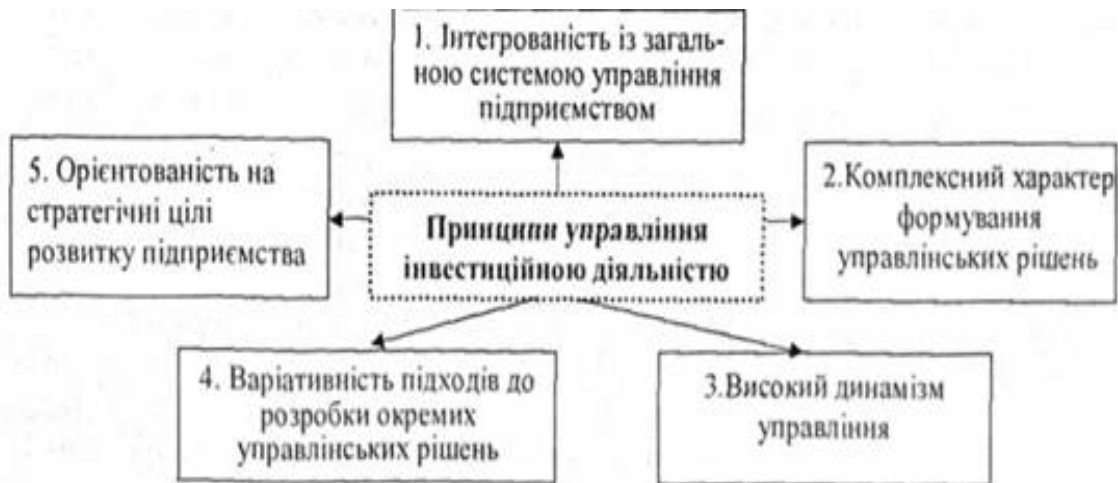 1. Інтегрованість із загаль-
ною системою управління
підприємством
5. Орієнтованість на
стратегічні цілі
розвитку підприємства
Принципи управління
інвестиційною діяльністю
2.Комплексний характер
формування
управлінських рішень
4. Варіативність підходів до
розробки окремих
управлінських рішень
3.Високий динамізм
управління